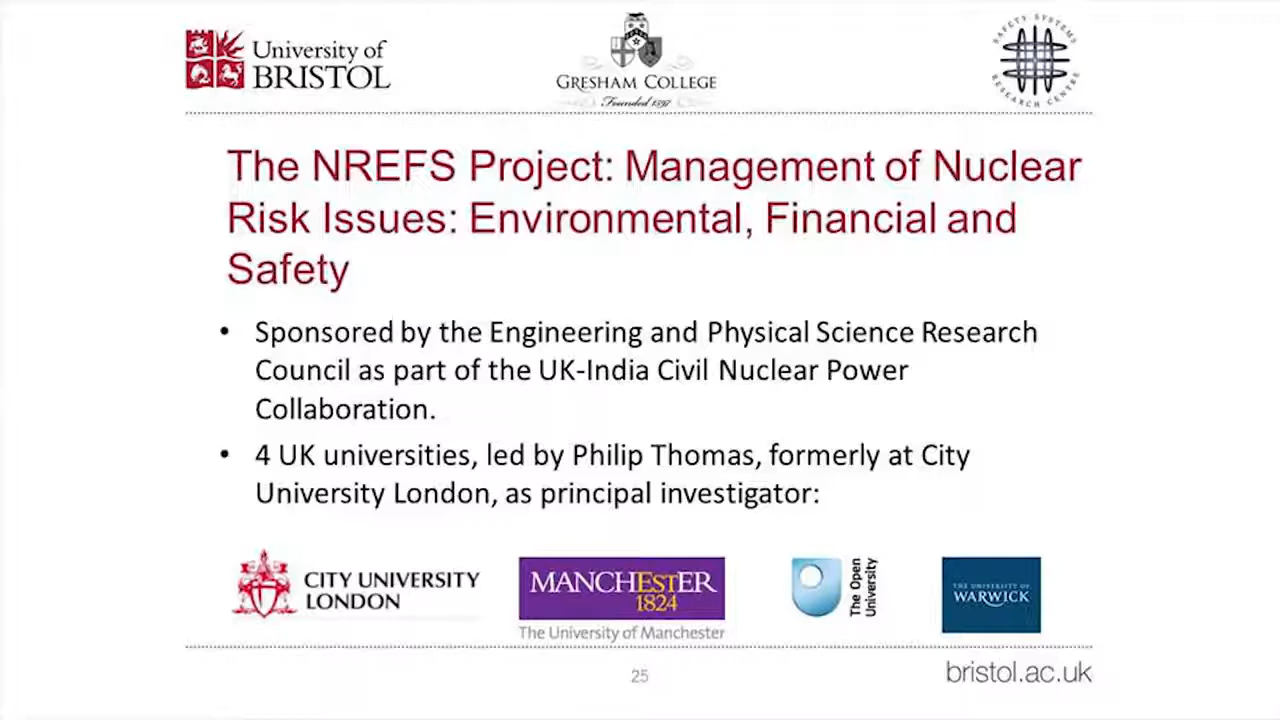 University of
BRISTOL
GRESHAM COLLEGE
Founded 1597
SAFETY SYSTEMS
RESEARCH CENTRE
The NREFS Project: Management of Nuclear
Risk Issues: Environmental, Financial and
Safety
• Sponsored by the Engineering and Physical Science Research
Council as part of the UK-India Civil Nuclear Power
Collaboration.
• 4 UK universities, led by Philip Thomas, formerly at City
University London, as principal investigator:
CITY UNIVERSITY
LONDON
MANCHESTER
1824
The University of Manchester
The Open
University
THE UNIVERSITY OF
WARWICK
25
bristol.ac.uk